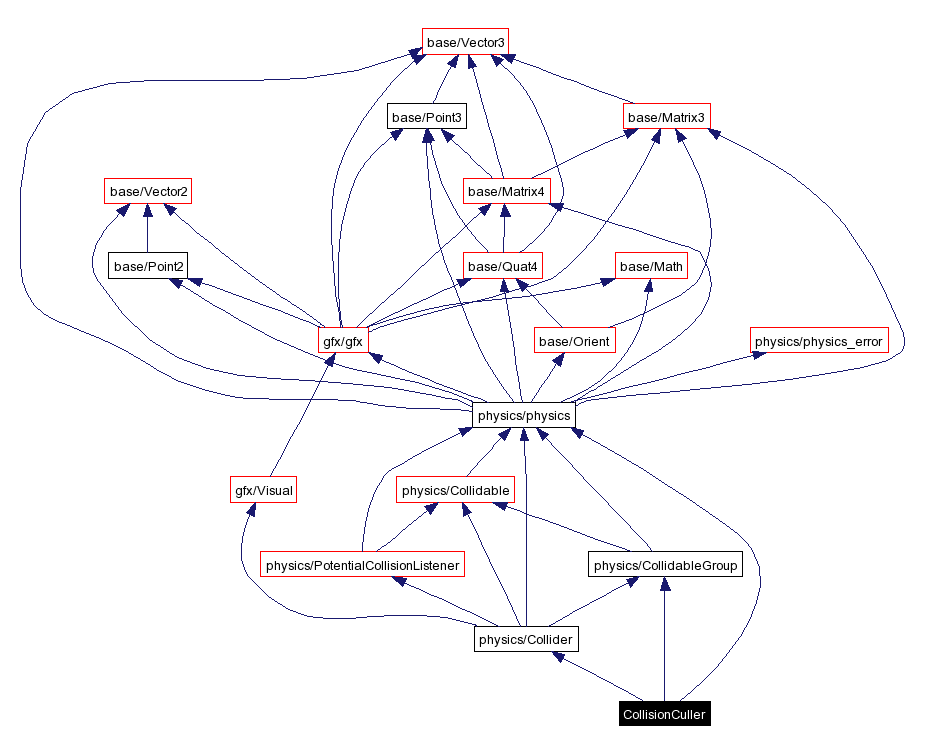 base/Vector3
base/Point3
base/Matrix3
base/Vector2
base/Matrix4
base/Point2
base/Quat4
base/Math
gfx/gfx
base/Orient
physics/physics_error
physics/physics
gfx/Visual
physics/Collidable
physics/PotentialCollisionListener
physics/CollidableGroup
physics/Collider
CollisionCuller